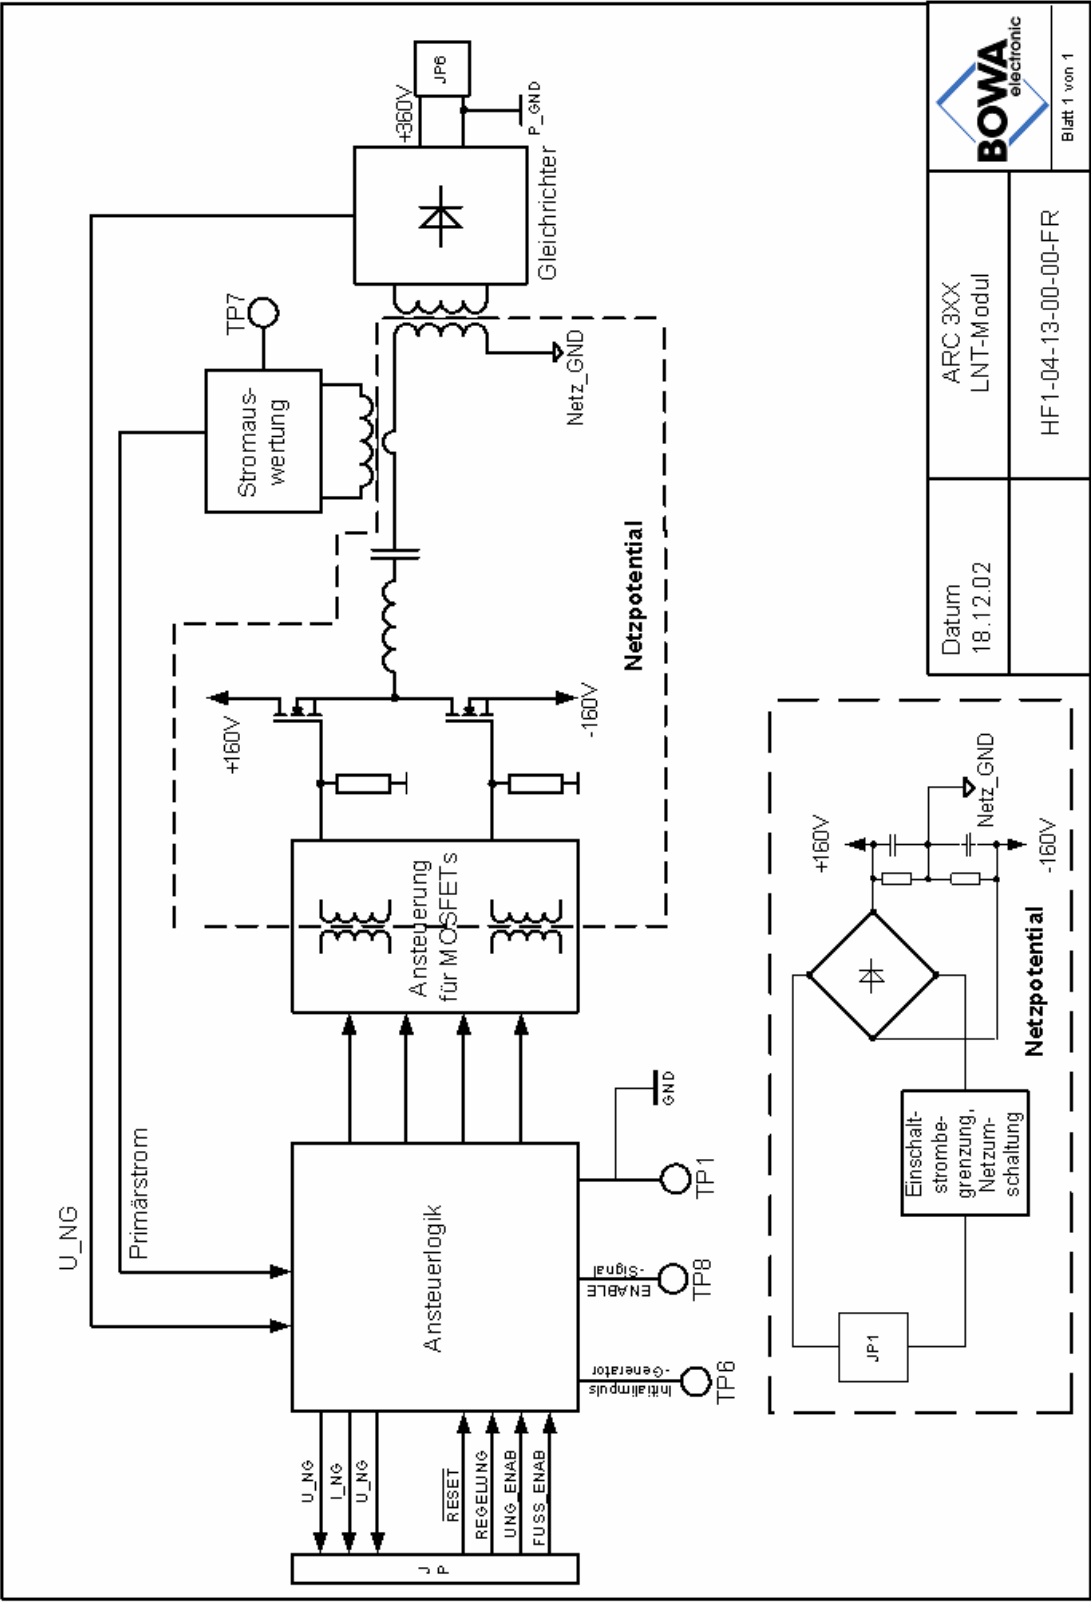 U_NG
Primärstrom
TP7
Stromaus-
wertung
+360V
JP6
P_GND
Gleichrichter
Netz_GND
+160V
-160V
Netzpotential
Ansteuerung
für MOSFETs
Ansteuerlogik
GND
TP1
ENABLE
-Signal
TP8
Initialimpuls
-Generator
TP6
U_NG
I_NG
U_NG
RESET
REGELUNG
UNG_ENAB
FUSS_ENAB
J
P
JP1
Einschalt-
strombe-
grenzung,
Netzum-
schaltung
+160V
Netz_GND
-160V
Netzpotential
Datum
18.12.02
ARC 3XX
LNT-Modul
HF1-04-13-00-00-FR
BOWA
electronic
Blatt 1 von 1